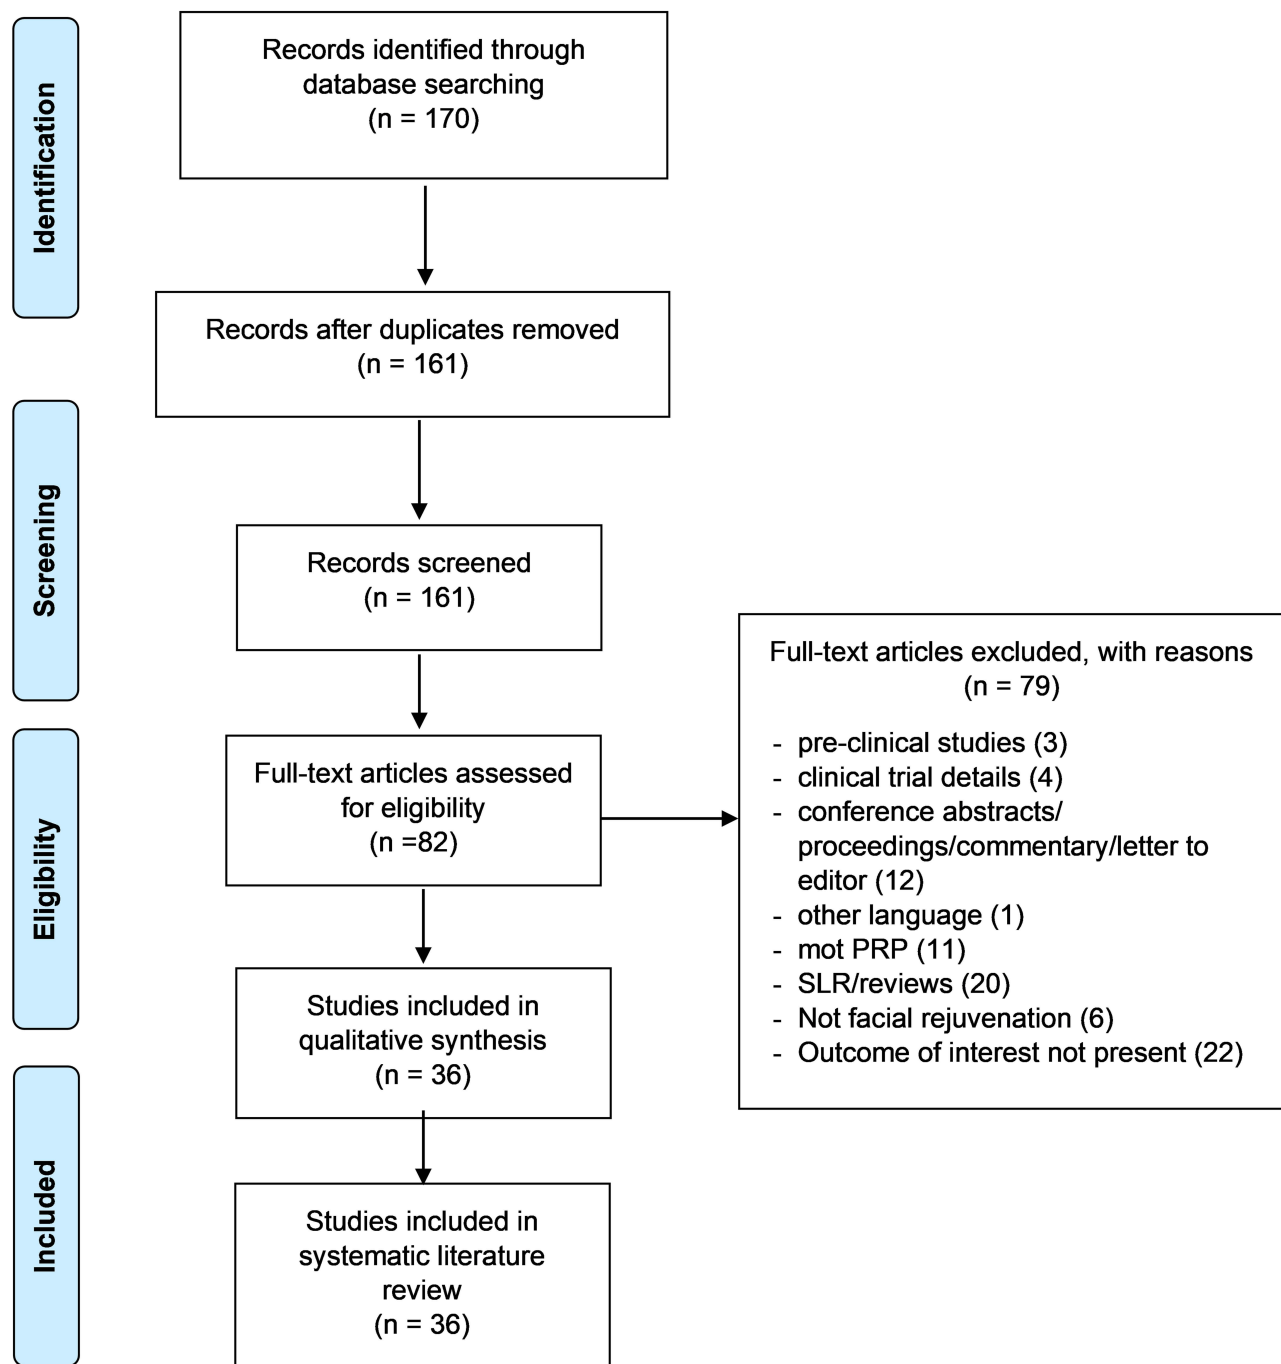 Identification
Records identified through
database searching
(n = 170)
Records after duplicates removed
(n = 161)
Screening
Records screened
(n = 161)
Eligibility
Full-text articles assessed
for eligibility
(n =82)
Full-text articles excluded, with reasons
(n = 79)
- pre-clinical studies (3)
- clinical trial details (4)
- conference abstracts/
proceedings/commentary/letter to
editor (12)
- other language (1)
- mot PRP (11)
- SLR/reviews (20)
- Not facial rejuvenation (6)
- Outcome of interest not present (22)
Studies included in
qualitative synthesis
(n = 36)
Included
Studies included in
systematic literature
review
(n = 36)